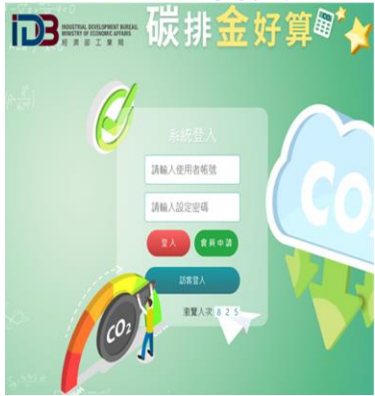 IDB
INDUSTRIAL DEVELOPMENT BUREAU,
MINISTRY OF ECONOMIC AFFAIRS
經濟部工業局
碳排金好算
系統登入
請輸入使用者帳號
請輸入設定密碼
登入 會員申請
訪客登入
瀏覽人次 825
CO2
CO2